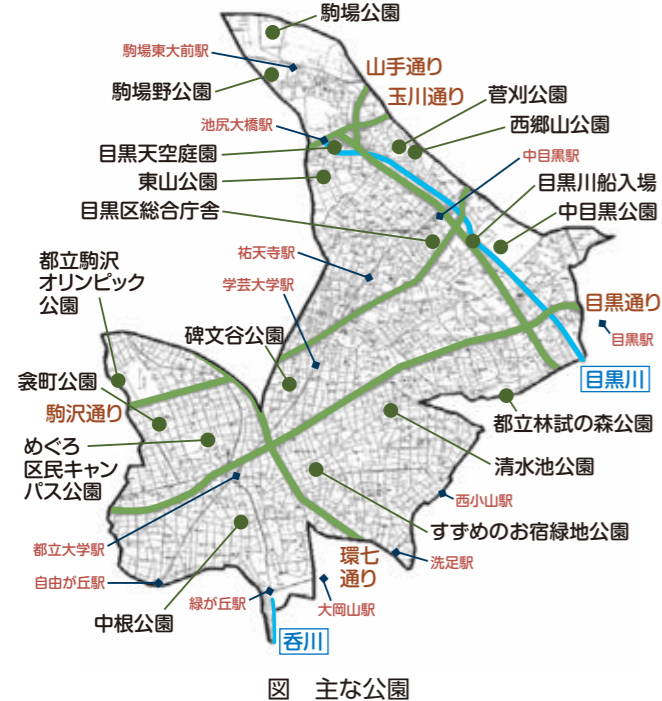 駒場公園
駒場東大前駅
駒場野公園
山手通り
玉川通り
菅刈公園
西郷山公園
池尻大橋駅
目黒天空庭園
中目黒駅
東山公園
目黒川船入場
目黒区総合庁舎
中目黒公園
祐天寺駅
都立駒沢
オリンピック
公園
学芸大学駅
目黒通り
碑文谷公園
目黒駅
目黒川
衾町公園
駒沢通り
都立林試の森公園
めぐろ
区民キャン
パス公園
清水池公園
西小山駅
すずめのお宿緑地公園
都立大学駅
環七
通り
洗足駅
自由が丘駅
緑が丘駅
大岡山駅
中根公園
呑川
図 主な公園